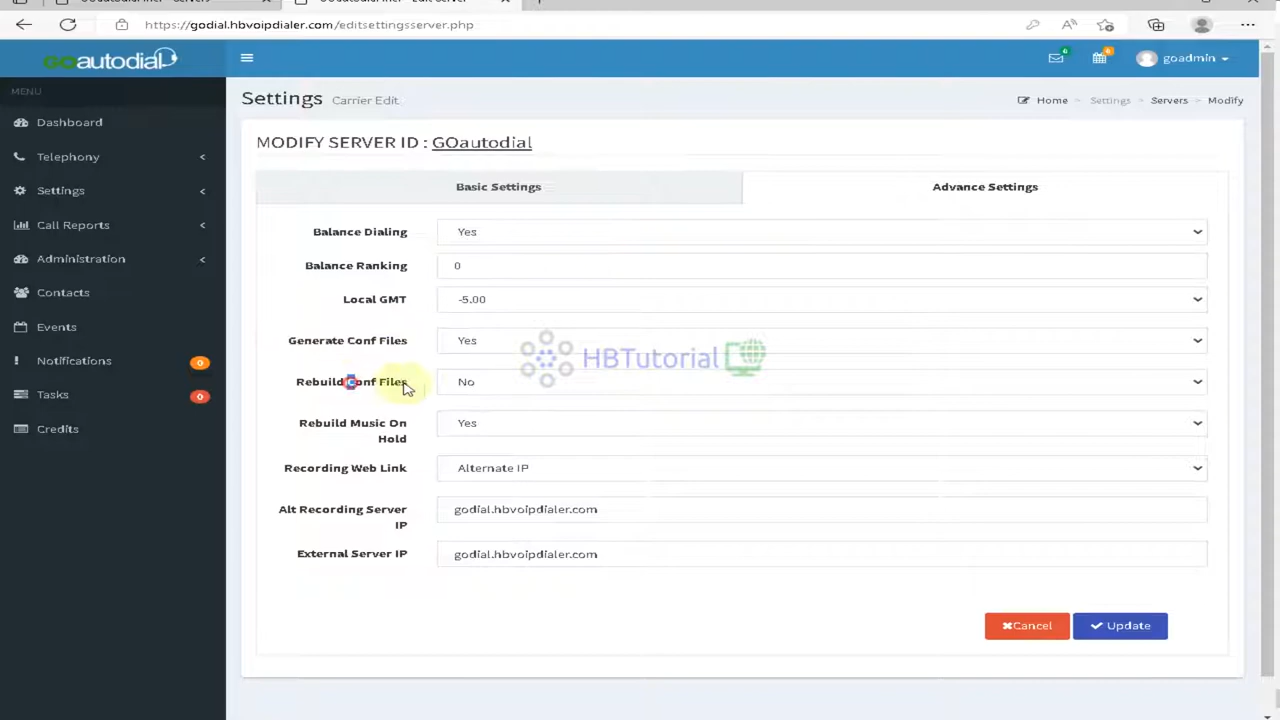 https://godial.hbvoipdialer.com/editsettingsserver.php
GOautodial
goadmin
MENU
Dashboard
Telephony
Settings
Call Reports
Administration
Contacts
Events
Notifications 0
Tasks 0
Credits
Settings Carrier Edit
Home > Settings > Servers > Modify
MODIFY SERVER ID : GOautodial
Basic Settings
Advance Settings
Balance Dialing Yes
Balance Ranking 0
Local GMT -5.00
Generate Conf Files Yes
HBTutorial
Rebuild Conf Files No
Rebuild Music On Yes
Hold
Recording Web Link Alternate IP
Alt Recording Server godial.hbvoipdialer.com
IP
External Server IP godial.hbvoipdialer.com
Cancel Update